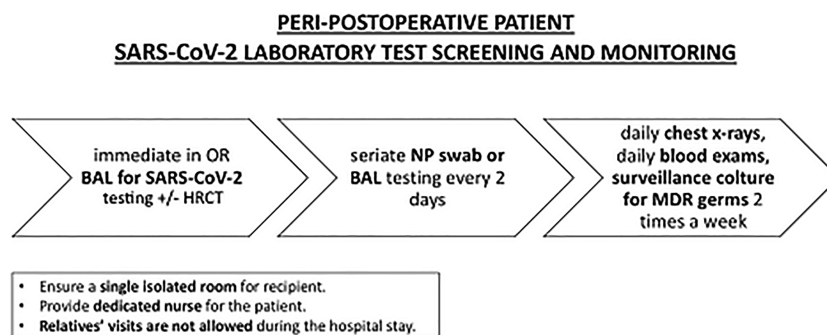 PERI-POSTOPERATIVE PATIENT
SARS-CoV-2 LABORATORY TEST SCREENING AND MONITORING
immediate in OR
BAL for SARS-CoV-2
testing +/- HRCT
seriate NP swab or
BAL testing every 2
days
daily chest x-rays,
daily blood exams,
surveillance colture
for MDR germs 2
times a week
• Ensure a single isolated room for recipient.
• Provide dedicated nurse for the patient.
• Relatives' visits are not allowed during the hospital stay.